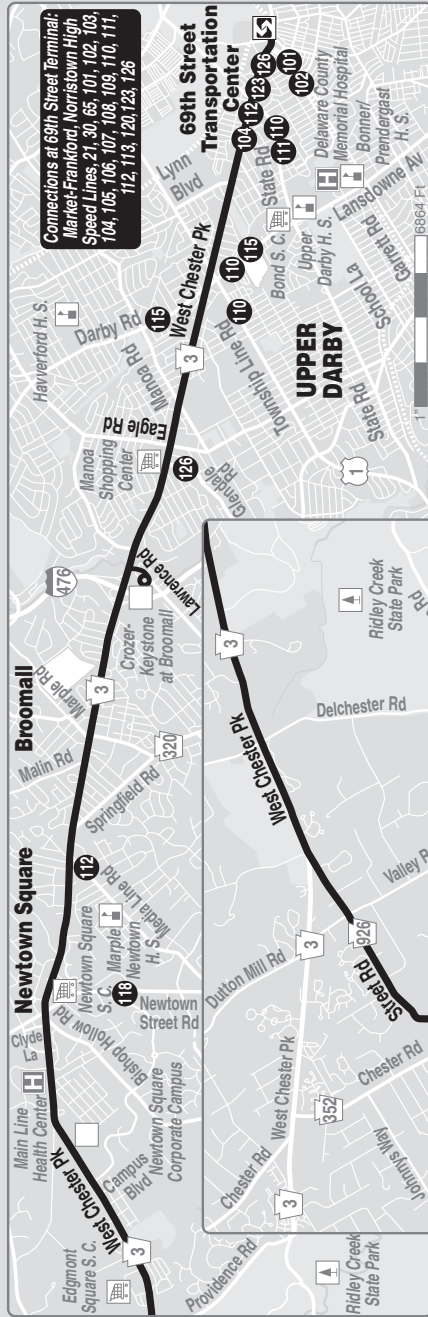 Connections at 69th Street Terminal:
Market-Frankford, Norristown High
Speed Lines, 21, 30, 65, 101, 102, 103,
104, 105, 106, 107, 108, 109, 110, 111,
112, 113, 120,123, 126
69th Street
Transportation
Center
104
112
123
126
101
102
110
111
Lynn
Blvd
State Rd
Delaware County
Memorial Hospital
H
Bonner/
Prendergast
H. S.
Lansdowne Av
Garrett Rd
School La
State Rd
Bond S. C.
Upper
Darby H. S.
110
115
110
Township Line Rd
UPPER
DARBY
1
1"
6864 Ft
West Chester Pk
3
115
Darby Rd
Manoa Rd
Havverford H. S.
Eagle Rd
Manoa
Shopping
Center
126
Glendale
Rd
476
Lawrence Rd
Crozer-
Keystone
at Broomall
Broomall
Marple Rd
3
Malin Rd
320
Springfield Rd
Newtown Square
112
Media Line Rd
Marple
Newtown
H. S.
Newtown Square
S. C.
118
Newtown
Street Rd
Bishop Hollow Rd
Clyde
La
H
Main Line
Health Center
Newtown Square
Corporate Campus
Campus
Blvd
West Chester Pk
3
Edgmont
Square S. C.
Providence Rd
Ridley Creek
State Park
3
Chester Rd
West Chester Pk
352
Chester Rd
Johnnys Way
Dutton Mill Rd
3
926
Street Rd
Valley
West Chester Pk
3
Delchester Rd
Ridley Creek
State Park